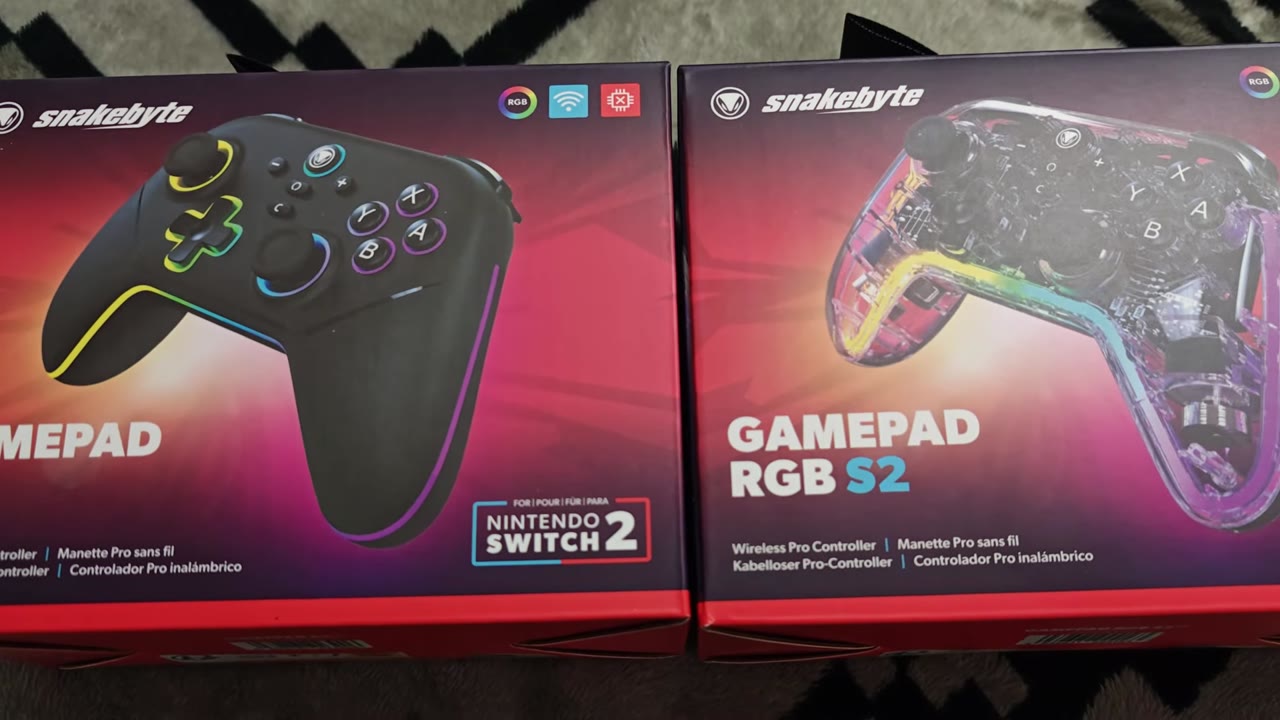 snakebyte
RGB
X
Y
A
B
MEPAD
FOR | POUR | FÜR | PARA
NINTENDO
SWITCH 2
troller | Manette Pro sans fil
ontroller | Controlador Pro inalámbrico
snakebyte
RGB
X
Y
A
B
GAMEPAD
RGB S2
Wireless Pro Controller | Manette Pro sans fil
Kabelloser Pro-Controller | Controlador Pro inalámbrico